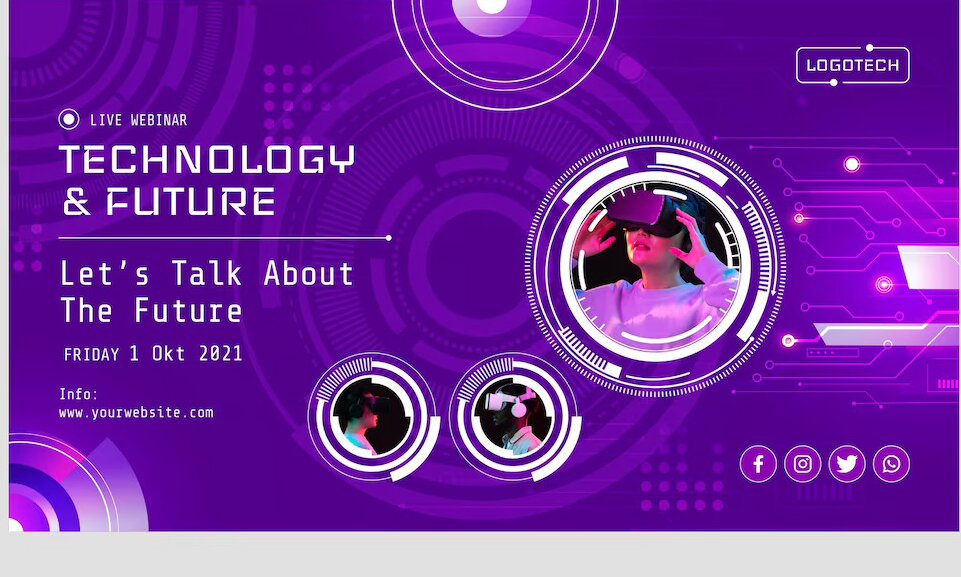 LOGOTECH
LIVE WEBINAR
TECHNOLOGY
& FUTURE
Let's Talk About
The Future
FRIDAY 1 Okt 2021
Info:
www.yourwebsite.com